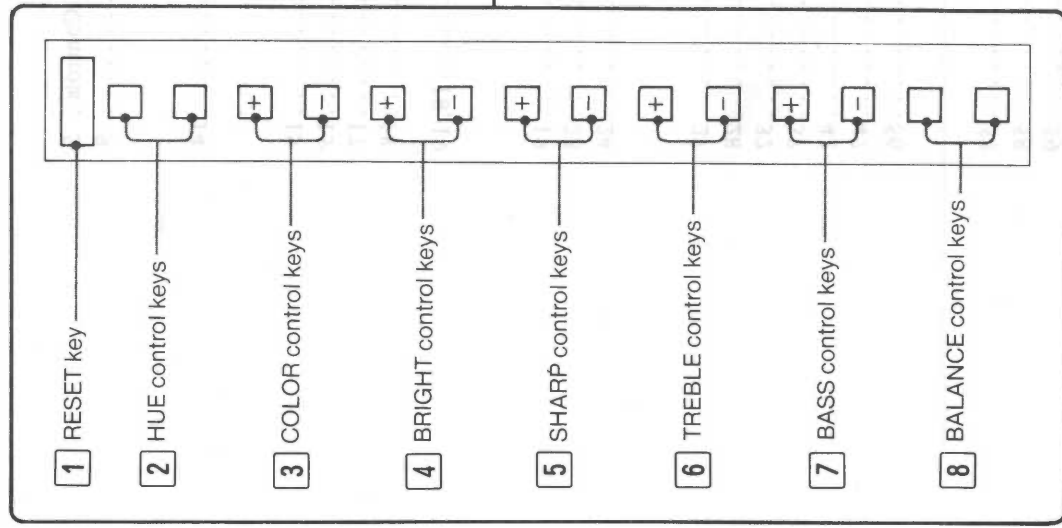 1 RESET key
2 HUE control keys
3 COLOR control keys
+ -
4 BRIGHT control keys
+ -
5 SHARP control keys
+ -
6 TREBLE control keys
+ -
7 BASS control keys
+ -
8 BALANCE control keys